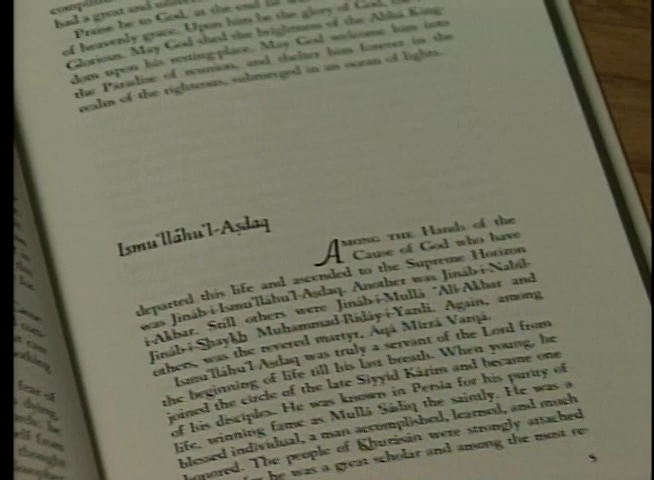 had a great and
Praise be to God, at the end he
of heavenly grace. Upon him be the glory of God, the
Glorious. May God shed the brightness of the Abhá King-
dom upon his resting-place. May God welcome him into
the Paradise of reunion, and shelter him forever in the
realm of the righteous, submerged in an ocean of lights.
Ismu'lláhu'l-Aṣdaq
AMONG THE Hands of the
Cause of God who have
departed this life and ascended to the Supreme Horizon
was Jináb-i-Ismu'lláhu'l-Aṣdaq. Another was Jináb-i-Nabíl-
i-Akbar. Still others were Jináb-i-Mullá 'Alí-Akbar and
Jináb-i-Shaykh Muḥammad-Riḍáy-i-Yazdí. Again, among
others, was the revered martyr, Áqá Mírzá Varqá.
Ismu'lláhu'l-Aṣdaq was truly a servant of the Lord from
the beginning of life till his last breath. When young, he
joined the circle of the late Siyyid Káẓim and became one
of his disciples. He was known in Persia for his purity of
life, winning fame as Mullá Ṣádiq the saintly. He was a
blessed individual, a man accomplished, learned, and much
honored. The people of Khurásán were strongly attached
he was a great scholar and among the most re-
5